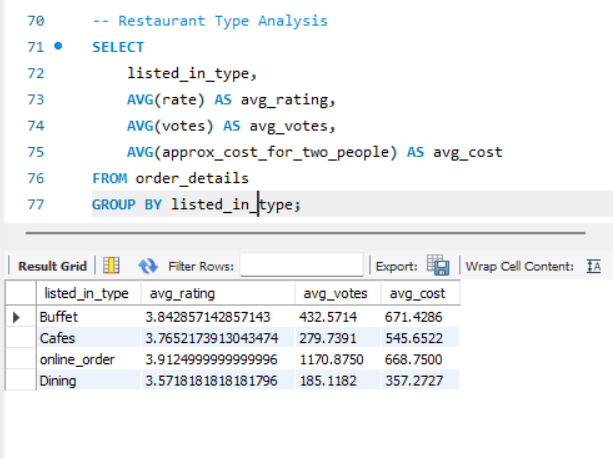 70 -- Restaurant Type Analysis
71 SELECT
72 listed_in_type,
73 AVG(rate) AS avg_rating,
74 AVG(votes) AS avg_votes,
75 AVG(approx_cost_for_two_people) AS avg_cost
76 FROM order_details
77 GROUP BY listed_in_type;
Result Grid Filter Rows: Export: Wrap Cell Content: IA
listed_in_type avg_rating avg_votes avg_cost
Buffet 3.842857142857143 432.5714 671.4286
Cafes 3.7652173913043474 279.7391 545.6522
online_order 3.9124999999999996 1170.8750 668.7500
Dining 3.5718181818181796 185.1182 357.2727